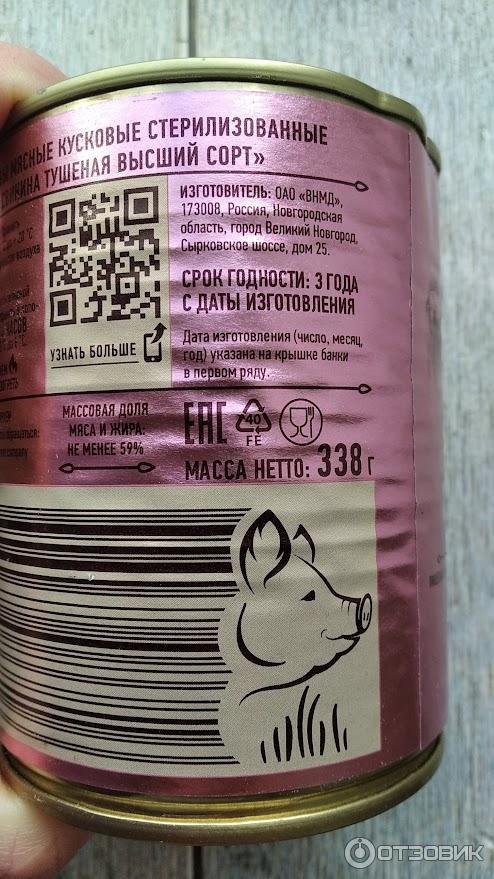 МЯСНЫЕ КУСКОВЫЕ СТЕРИЛИЗОВАННЫЕ
ТУШЕНАЯ ВЫСШИЙ СОРТ»
ИЗГОТОВИТЕЛЬ: ОАО «ВНМД»,
173008, Россия, Новгородская
область, город Великий Новгород,
Сырковское шоссе, дом 25.
СРОК ГОДНОСТИ: 3 ГОДА
С ДАТЫ ИЗГОТОВЛЕНИЯ
УЗНАТЬ БОЛЬШЕ
Дата изготовления (число, месяц,
год) указана на крышке банки
в первом ряду.
МАССОВАЯ ДОЛЯ
МЯСА И ЖИРА:
НЕ МЕНЕЕ 59%
EAC
40
FE
МАССА НЕТТО: 338 г
ОТЗОВИК